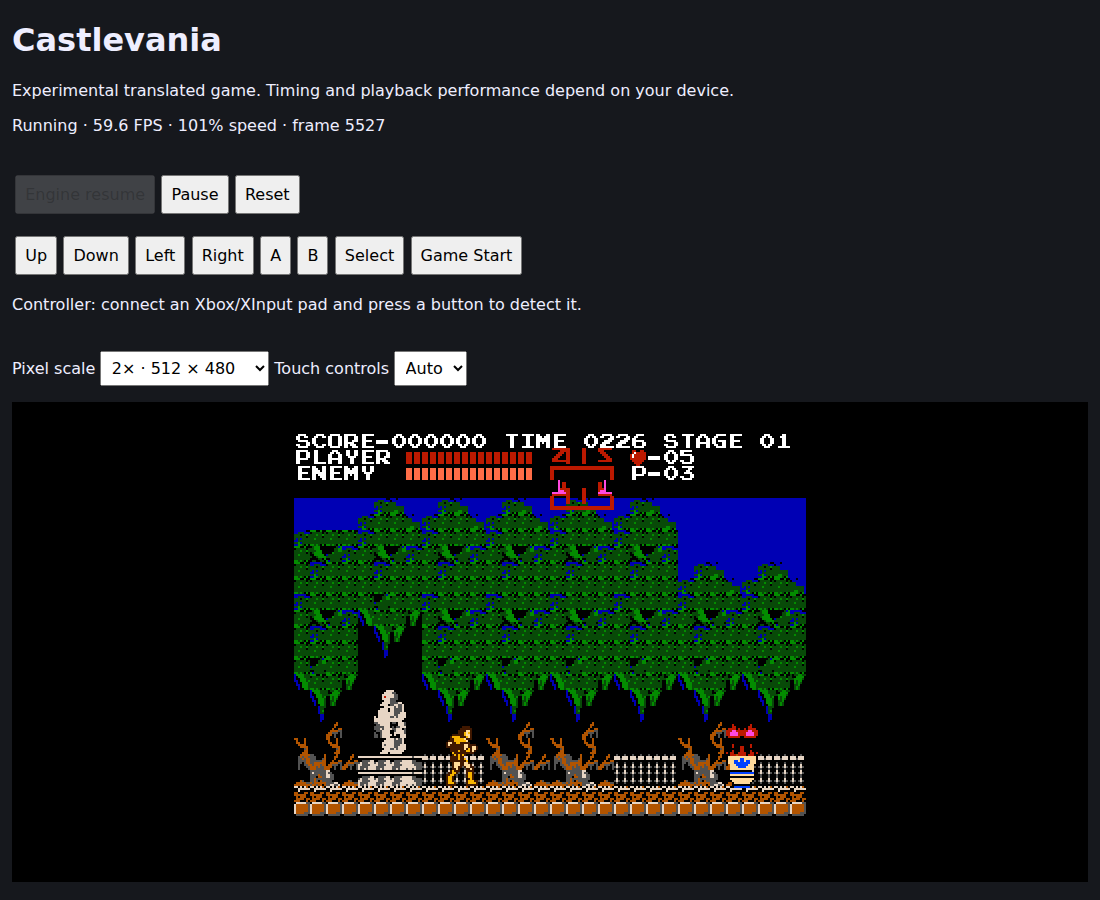 Castlevania
Experimental translated game. Timing and playback performance depend on your device.
Running · 59.6 FPS · 101% speed · frame 5527
Engine resume Pause Reset
Up Down Left Right A B Select Game Start
Controller: connect an Xbox/XInput pad and press a button to detect it.
Pixel scale 2× · 512 × 480 Touch controls Auto
SCORE-000000 TIME 0226 STAGE 01
PLAYER -05
ENEMY P-03